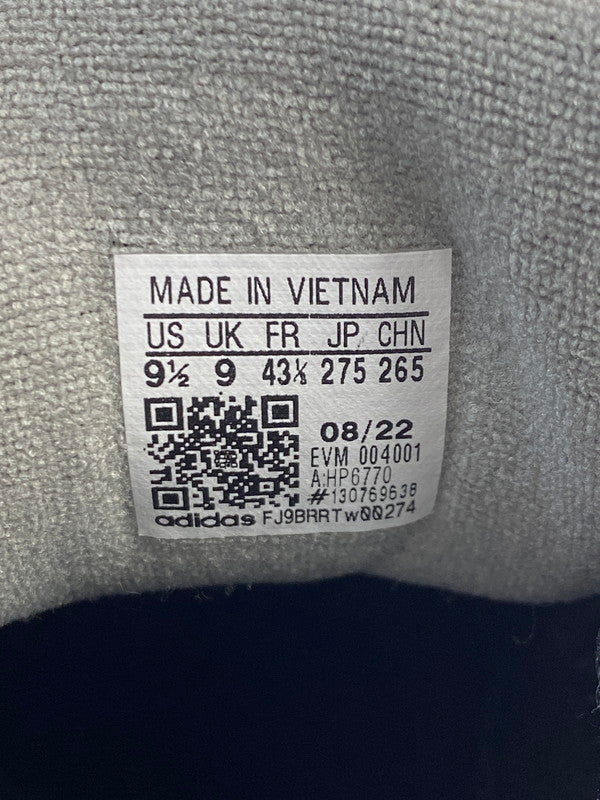 MADE IN VIETNAM
US UK FR JP CHN
9½ 9 43⅓ 275 265
08/22
EVM 004001
A:HP6770
#130769638
adidas FJ9BRRTw00274